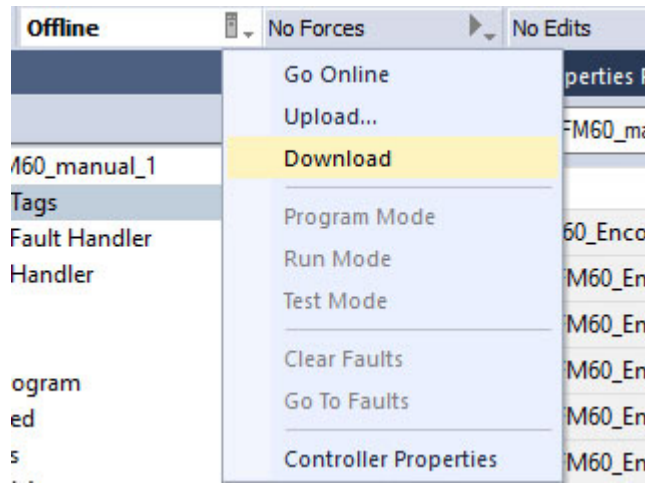 Offline No Forces No Edits
Go Online
perties
Upload...
FM60_ma
M60_manual_1
Download
Tags
Program Mode
Fault Handler
60_Enco
Run Mode
Handler
M60_En
Test Mode
M60_En
Clear Faults
M60_En
ogram
Go To Faults
ed
M60_En
s
Controller Properties
M60_En